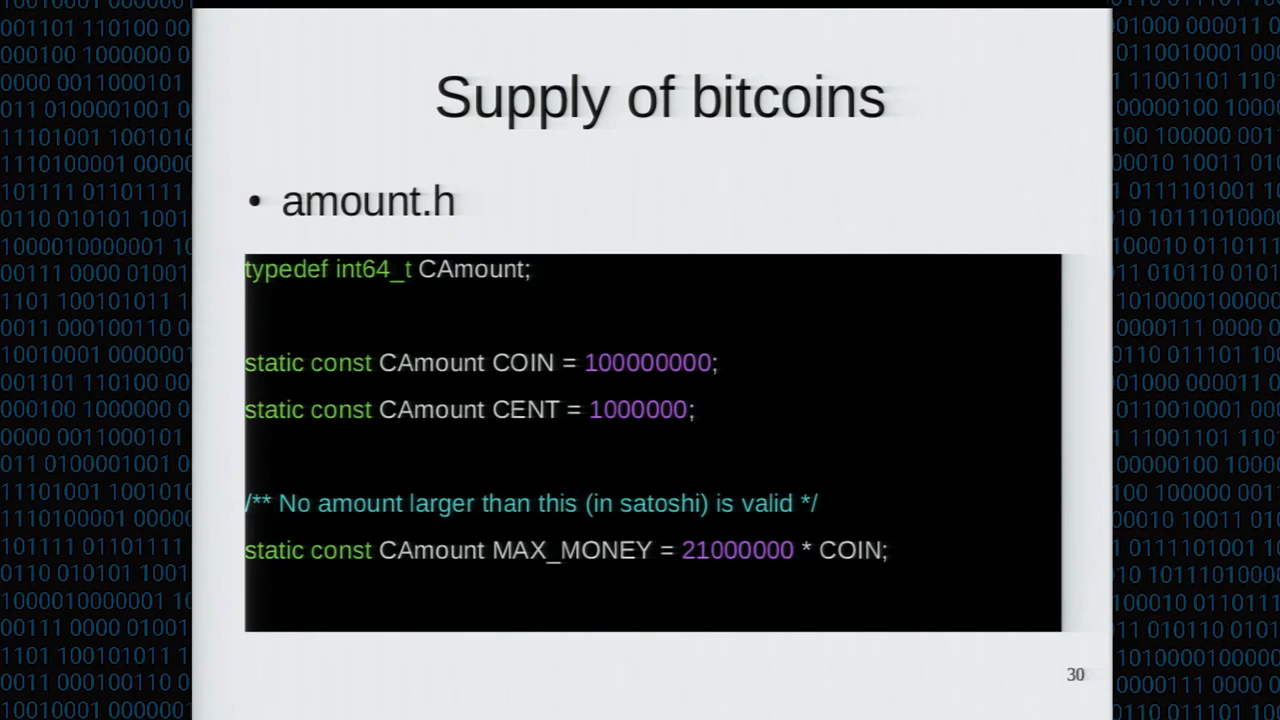 Supply of bitcoins
• amount.h
typedef int64_t CAmount;
static const CAmount COIN = 100000000;
static const CAmount CENT = 1000000;
/** No amount larger than this (in satoshi) is valid */
static const CAmount MAX_MONEY = 21000000 * COIN;
30